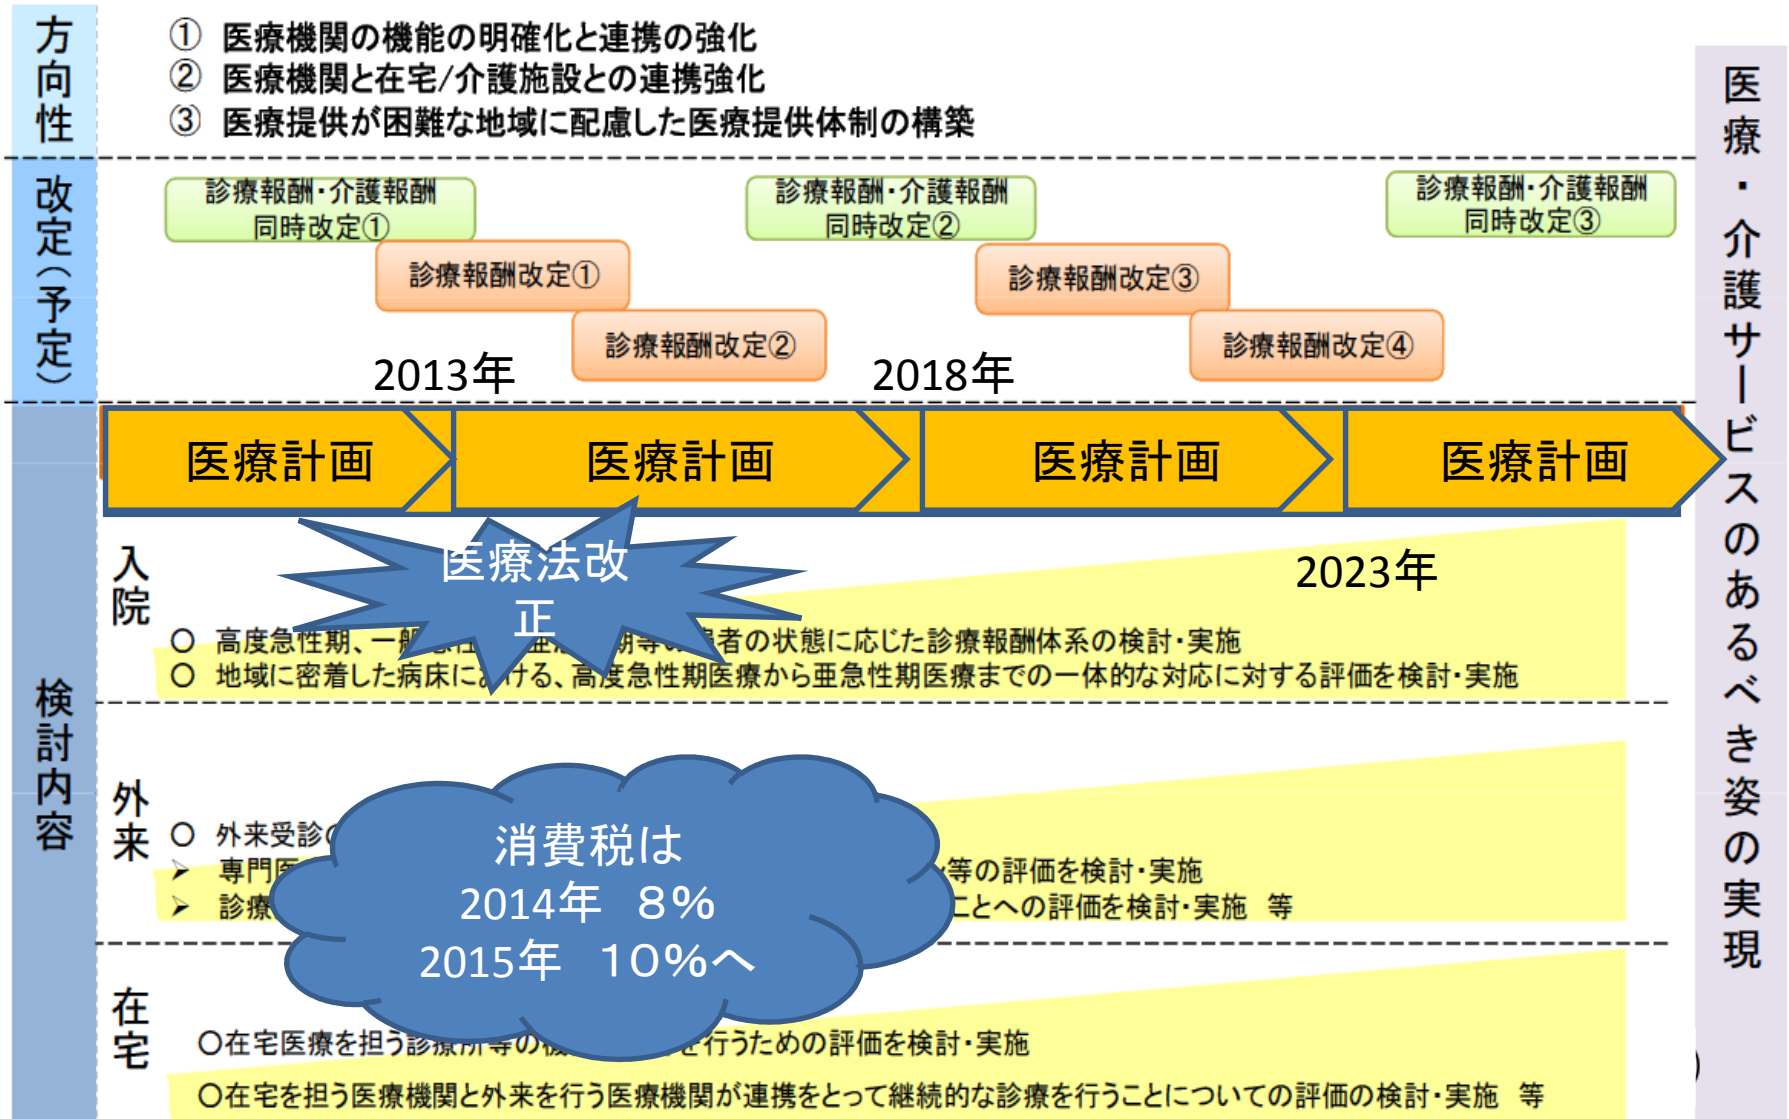 方向性
① 医療機関の機能の明確化と連携の強化
② 医療機関と在宅/介護施設との連携強化
③ 医療提供が困難な地域に配慮した医療提供体制の構築
改定(予定)
診療報酬・介護報酬
同時改定①
診療報酬・介護報酬
同時改定②
診療報酬・介護報酬
同時改定③
診療報酬改定①
診療報酬改定③
診療報酬改定②
診療報酬改定④
2013年
2018年
医療計画
医療計画
医療計画
医療計画
検討内容
入院
医療法改
正
2023年
○ 高度急性期、一般
期等の
者の状態に応じた診療報酬体系の検討・実施
○ 地域に密着した病床に
ける、高度急性期医療から亜急性期医療までの一体的な対応に対する評価を検討・実施
外来
○ 外来受診の
➢ 専門医
等の評価を検討・実施
➢ 診療
ことへの評価を検討・実施 等
消費税は
2014年 8%
2015年 10%へ
在宅
○在宅医療を担う診療所等の機
を行うための評価を検討・実施
○在宅を担う医療機関と外来を行う医療機関が連携をとって継続的な診療を行うことについての評価の検討・実施 等
)
医療・介護サービスのあるべき姿の実現